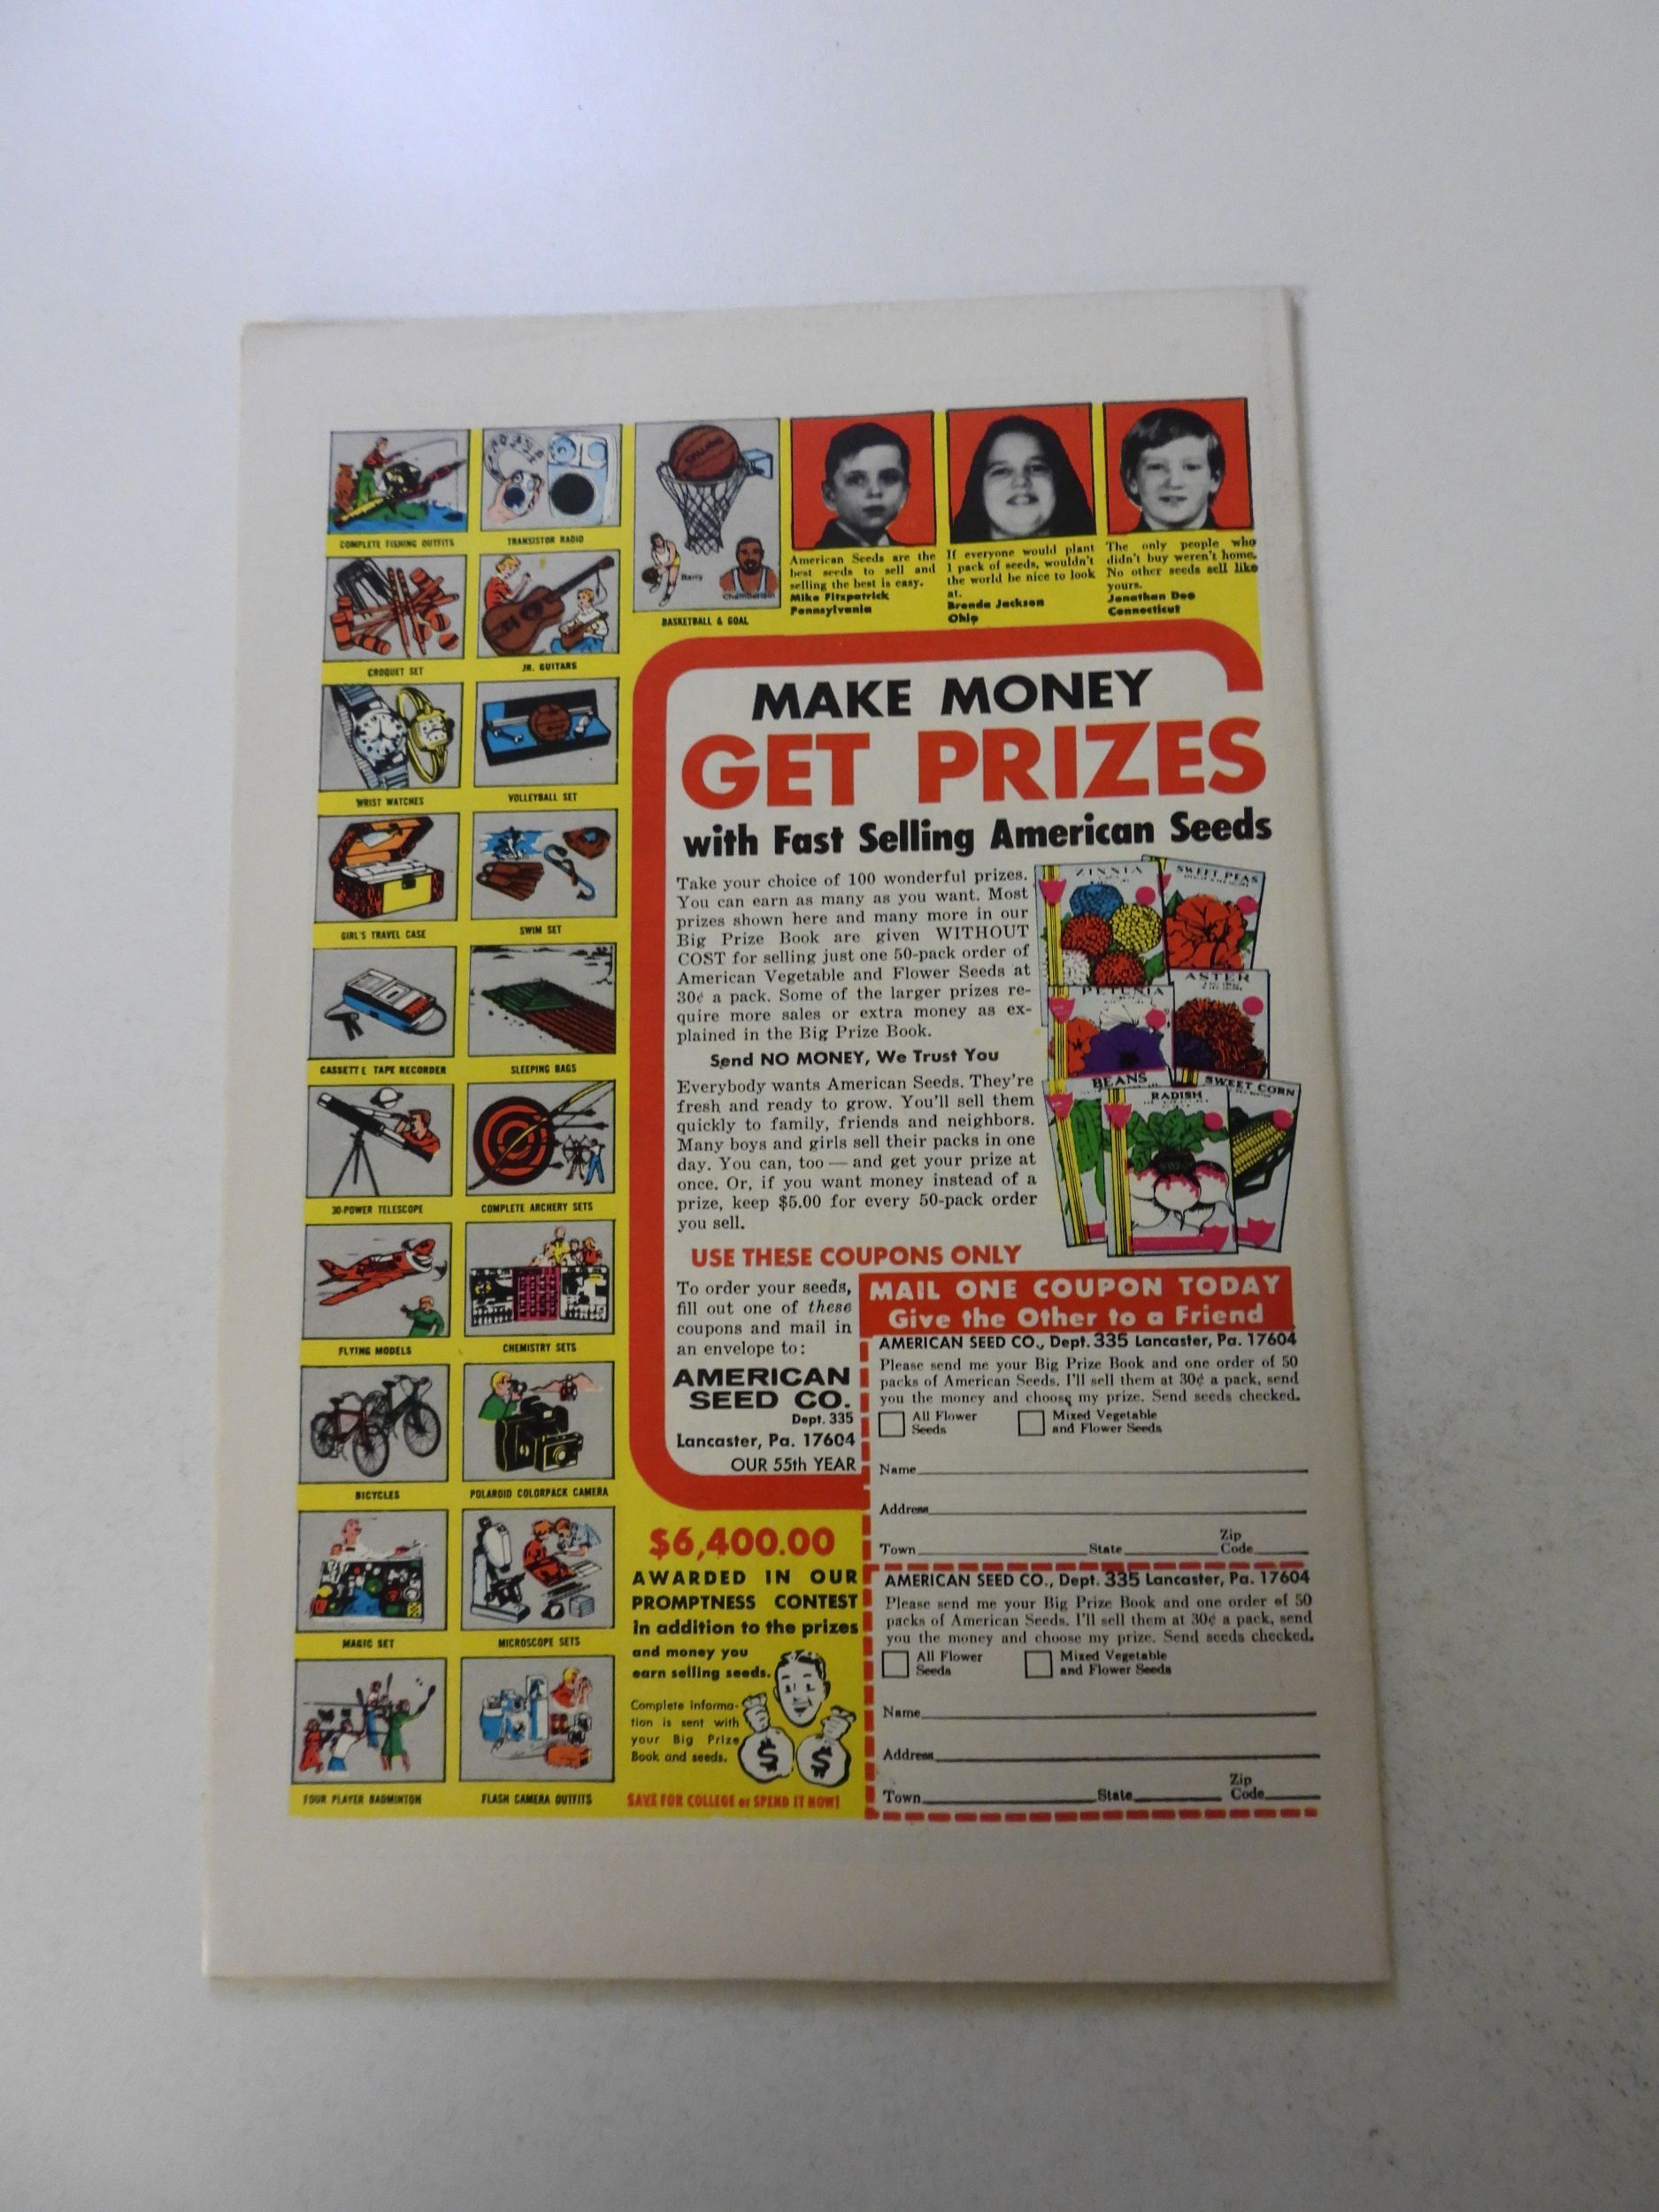 COMPLETE FISHING OUTFITS
TRANSISTOR RADIO
CROQUET SET
JR. GUITARS
WRIST WATCHES
VOLLEYBALL SET
GIRL'S TRAVEL CASE
SWIM SET
CASSETTE TAPE RECORDER
SLEEPING BAGS
30-POWER TELESCOPE
COMPLETE ARCHERY SETS
FLYING MODELS
CHEMISTRY SETS
BICYCLES
POLAROID COLORPACK CAMERA
MAGIC SET
MICROSCOPE SETS
FOUR PLAYER BADMINTON
FLASH CAMERA OUTFITS
SPALDING
Barry
Chamberlain
BASKETBALL & GOAL
American Seeds are the
best seeds to sell and
selling the best is easy.
Mike Fitzpatrick
Pennsylvania
If everyone would plant
1 pack of seeds, wouldn't
the world be nice to look
at.
Brenda Jackson
Ohio
The only people who
didn't buy weren't home.
No other seeds sell like
yours.
Jonathan Doo
Connecticut
MAKE MONEY
GET PRIZES
with Fast Selling American Seeds
Take your choice of 100 wonderful prizes.
You can earn as many as you want. Most
prizes shown here and many more in our
Big Prize Book are given WITHOUT
COST for selling just one 50-pack order of
American Vegetable and Flower Seeds at
30¢ a pack. Some of the larger prizes re-
quire more sales or extra money as ex-
plained in the Big Prize Book.
Send NO MONEY, We Trust You
Everybody wants American Seeds. They're
fresh and ready to grow. You'll sell them
quickly to family, friends and neighbors.
Many boys and girls sell their packs in one
day. You can, too — and get your prize at
once. Or, if you want money instead of a
prize, keep $5.00 for every 50-pack order
you sell.
ZINNIA
SWEET PEAS
PETUNIA
ASTER
BEANS
RADISH
SWEET CORN
USE THESE COUPONS ONLY
To order your seeds,
fill out one of these
coupons and mail in
an envelope to:
AMERICAN
SEED CO.
Dept. 335
Lancaster, Pa. 17604
OUR 55th YEAR
MAIL ONE COUPON TODAY
Give the Other to a Friend
AMERICAN SEED CO., Dept. 335 Lancaster, Pa. 17604
Please send me your Big Prize Book and one order of 50
packs of American Seeds. I'll sell them at 30¢ a pack, send
you the money and choose my prize. Send seeds checked.
All Flower Seeds
Mixed Vegetable and Flower Seeds
Name
Address
Town State Zip Code
AMERICAN SEED CO., Dept. 335 Lancaster, Pa. 17604
Please send me your Big Prize Book and one order of 50
packs of American Seeds. I'll sell them at 30¢ a pack, send
you the money and choose my prize. Send seeds checked.
All Flower Seeds
Mixed Vegetable and Flower Seeds
Name
Address
Town State Zip Code
$6,400.00
AWARDED IN OUR
PROMPTNESS CONTEST
in addition to the prizes
and money you
earn selling seeds.
Complete informa-
tion is sent with
your Big Prize
Book and seeds.
$ $
SAVE FOR COLLEGE or SPEND IT NOW!